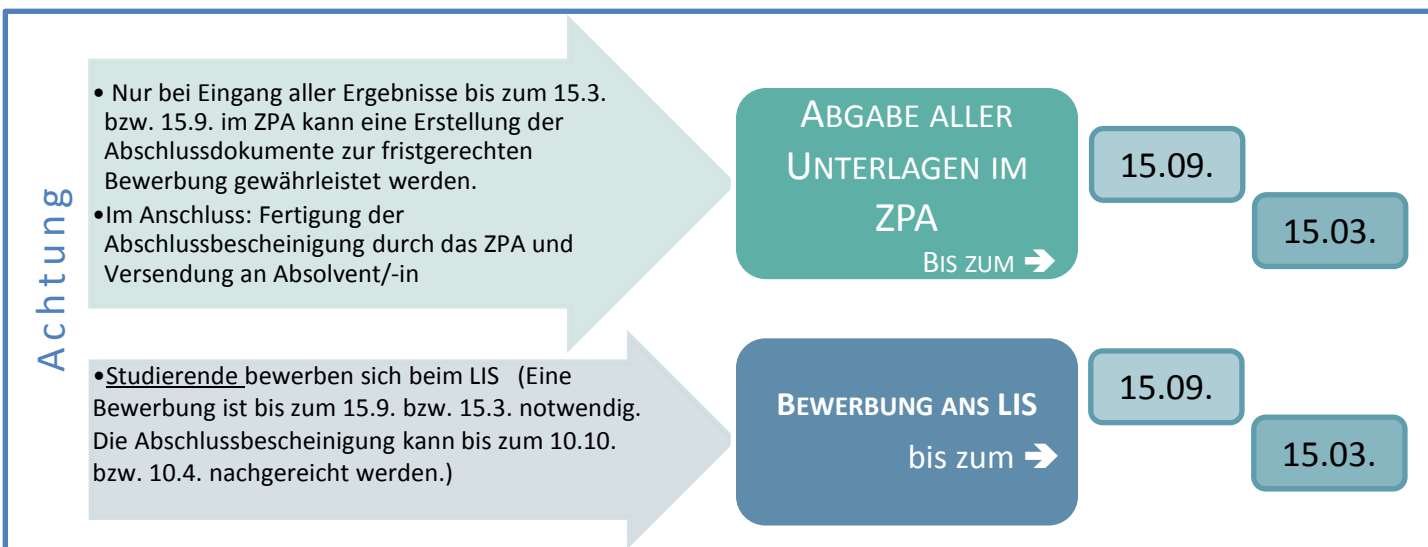 Achtung
• Nur bei Eingang aller Ergebnisse bis zum 15.3.
bzw. 15.9. im ZPA kann eine Erstellung der
Abschlussdokumente zur fristgerechten
Bewerbung gewährleistet werden.
•Im Anschluss: Fertigung der
Abschlussbescheinigung durch das ZPA und
Versendung an Absolvent/-in
ABGABE ALLER
UNTERLAGEN IM
ZPA
BIS ZUM ➔
15.09.
15.03.
•Studierende bewerben sich beim LIS (Eine
Bewerbung ist bis zum 15.9. bzw. 15.3. notwendig.
Die Abschlussbescheinigung kann bis zum 10.10.
bzw. 10.4. nachgereicht werden.)
BEWERBUNG ANS LIS
bis zum ➔
15.09.
15.03.